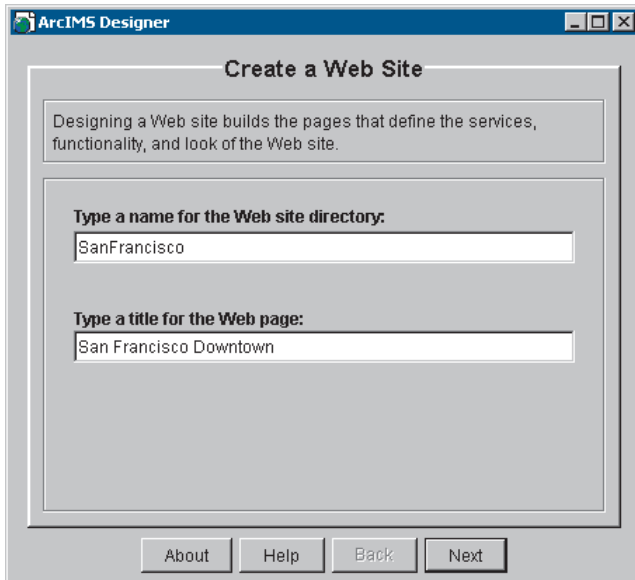 ArcIMS Designer
Create a Web Site
Designing a Web site builds the pages that define the services,
functionality, and look of the Web site.
Type a name for the Web site directory:
SanFrancisco
Type a title for the Web page:
San Francisco Downtown
About Help Back Next